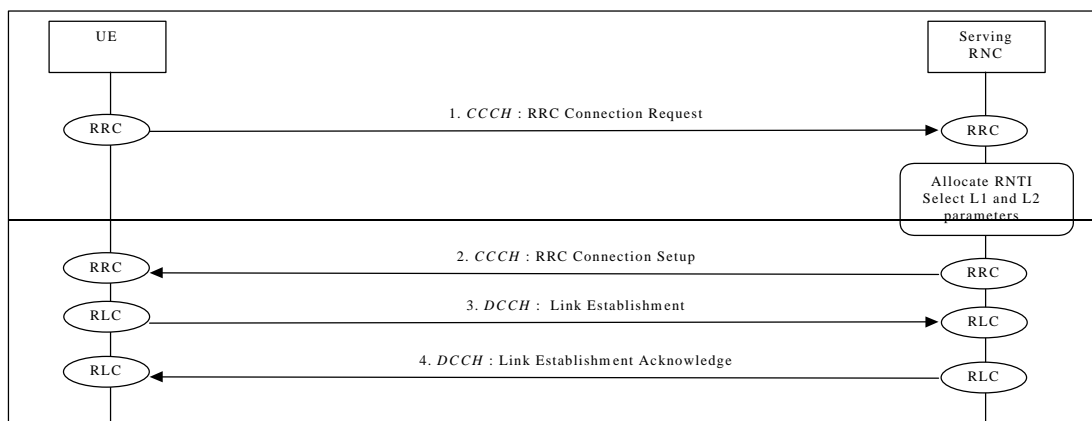 UE
Serving
RNC
1. CCCH : RRC Connection Request
RRC
RRC
Allocate RNTI
Select L1 and L2
parameters
2. CCCH : RRC Connection Setup
RRC
RRC
3. DCCH : Link Establishment
RLC
RLC
4. DCCH : Link Establishment Acknowledge
RLC
RLC